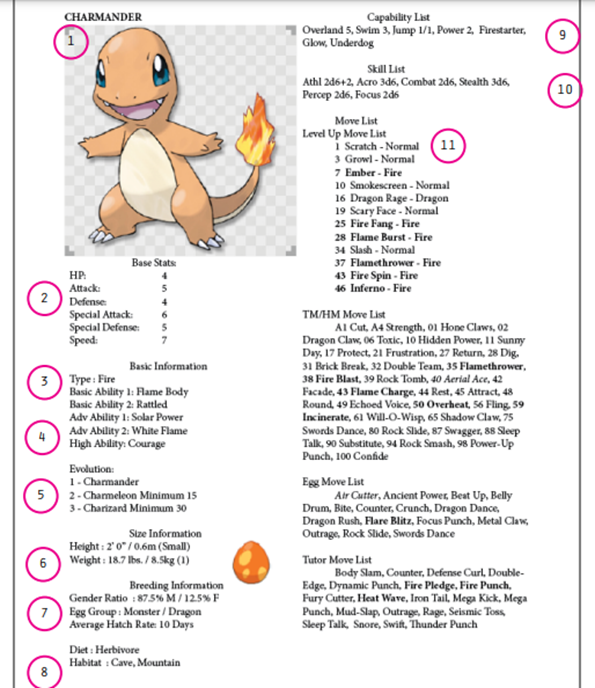 CHARMANDER
1
Base Stats:
HP: 4
Attack: 5
Defense: 4
Special Attack: 6
Special Defense: 5
Speed: 7
2
Basic Information
Type : Fire
Basic Ability 1: Flame Body
Basic Ability 2: Rattled
Adv Ability 1: Solar Power
Adv Ability 2: White Flame
High Ability: Courage
3
4
Evolution:
1 - Charmander
2 - Charmeleon Minimum 15
3 - Charizard Minimum 30
5
Size Information
Height : 2' 0" / 0.6m (Small)
Weight : 18.7 lbs. / 8.5kg (1)
6
Breeding Information
Gender Ratio : 87.5% M / 12.5% F
Egg Group : Monster / Dragon
Average Hatch Rate: 10 Days
7
Diet : Herbivore
Habitat : Cave, Mountain
8
Capability List
Overland 5, Swim 3, Jump 1/1, Power 2, Firestarter,
Glow, Underdog
9
Skill List
Athl 2d6+2, Acro 3d6, Combat 2d6, Stealth 3d6,
Percep 2d6, Focus 2d6
10
Move List
Level Up Move List
1 Scratch - Normal
3 Growl - Normal
7 Ember - Fire
10 Smokescreen - Normal
16 Dragon Rage - Dragon
19 Scary Face - Normal
25 Fire Fang - Fire
28 Flame Burst - Fire
34 Slash - Normal
37 Flamethrower - Fire
43 Fire Spin - Fire
46 Inferno - Fire
11
TM/HM Move List
A1 Cut, A4 Strength, 01 Hone Claws, 02
Dragon Claw, 06 Toxic, 10 Hidden Power, 11 Sunny
Day, 17 Protect, 21 Frustration, 27 Return, 28 Dig,
31 Brick Break, 32 Double Team, 35 Flamethrower,
38 Fire Blast, 39 Rock Tomb, 40 Aerial Ace, 42
Facade, 43 Flame Charge, 44 Rest, 45 Attract, 48
Round, 49 Echoed Voice, 50 Overheat, 56 Fling, 59
Incinerate, 61 Will-O-Wisp, 65 Shadow Claw, 75
Swords Dance, 80 Rock Slide, 87 Swagger, 88 Sleep
Talk, 90 Substitute, 94 Rock Smash, 98 Power-Up
Punch, 100 Confide
Egg Move List
Air Cutter, Ancient Power, Beat Up, Belly
Drum, Bite, Counter, Crunch, Dragon Dance,
Dragon Rush, Flare Blitz, Focus Punch, Metal Claw,
Outrage, Rock Slide, Swords Dance
Tutor Move List
Body Slam, Counter, Defense Curl, Double-
Edge, Dynamic Punch, Fire Pledge, Fire Punch,
Fury Cutter, Heat Wave, Iron Tail, Mega Kick, Mega
Punch, Mud-Slap, Outrage, Rage, Seismic Toss,
Sleep Talk, Snore, Swift, Thunder Punch